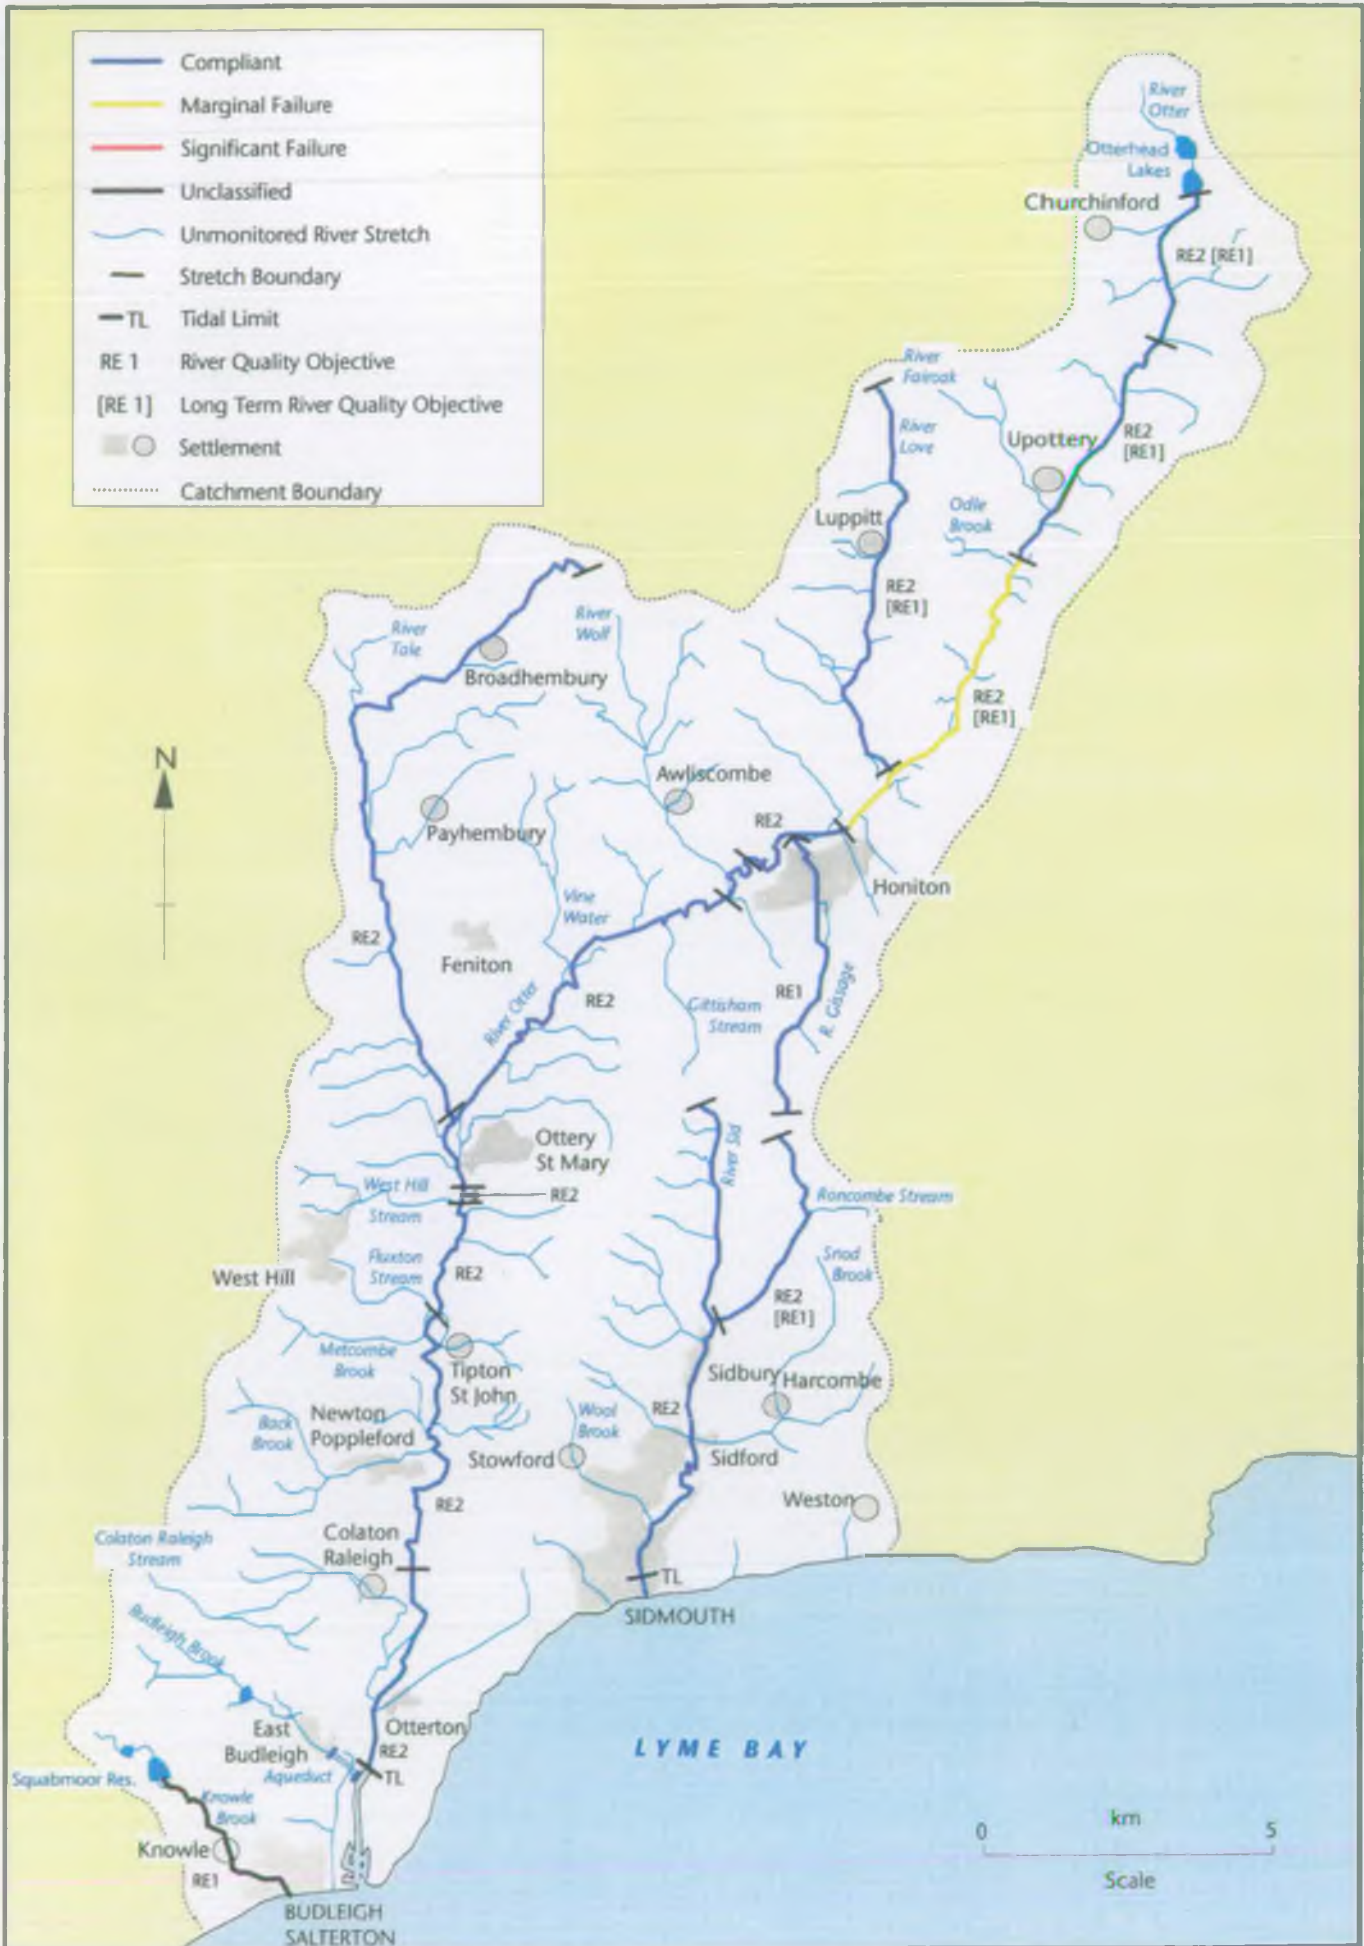 Compliant
Marginal Failure
Significant Failure
Unclassified
Unmonitored River Stretch
Stretch Boundary
TL Tidal Limit
RE 1 River Quality Objective
[RE 1] Long Term River Quality Objective
Settlement
Catchment Boundary
River
Otter
Otterhead
Lakes
Churchinford
RE2 [RE1]
River
Fairoak
River
Love
Upottery
RE2
[RE1]
Luppitt
Odle
Brook
RE2
[RE1]
River
Tale
River
Wolf
Broadhembury
RE2
[RE1]
N
Awliscombe
Payhembury
RE2
Honiton
Vine
Water
RE2
Feniton
River Otter
RE2
Gittisham
Stream
RE1
R. Gissage
Ottery
St Mary
River Sid
West Hill
Stream
RE2
Roncombe Stream
Fluxton
Stream
RE2
West Hill
Snod
Brook
RE2
[RE1]
Metcombe
Brook
Tipton
St John
Sidbury
Harcombe
Newton
Poppleford
Back
Brook
Wool
Brook
RE2
Stowford
Sidford
Weston
RE2
Colaton Raleigh
Stream
Colaton
Raleigh
TL
SIDMOUTH
Budleigh Brook
East
Budleigh
Otterton
RE2
TL
Aqueduct
LYME BAY
Squabmoor Res.
Knowle
Brook
Knowle
RE1
km
0 5
Scale
BUDLEIGH
SALTERTON